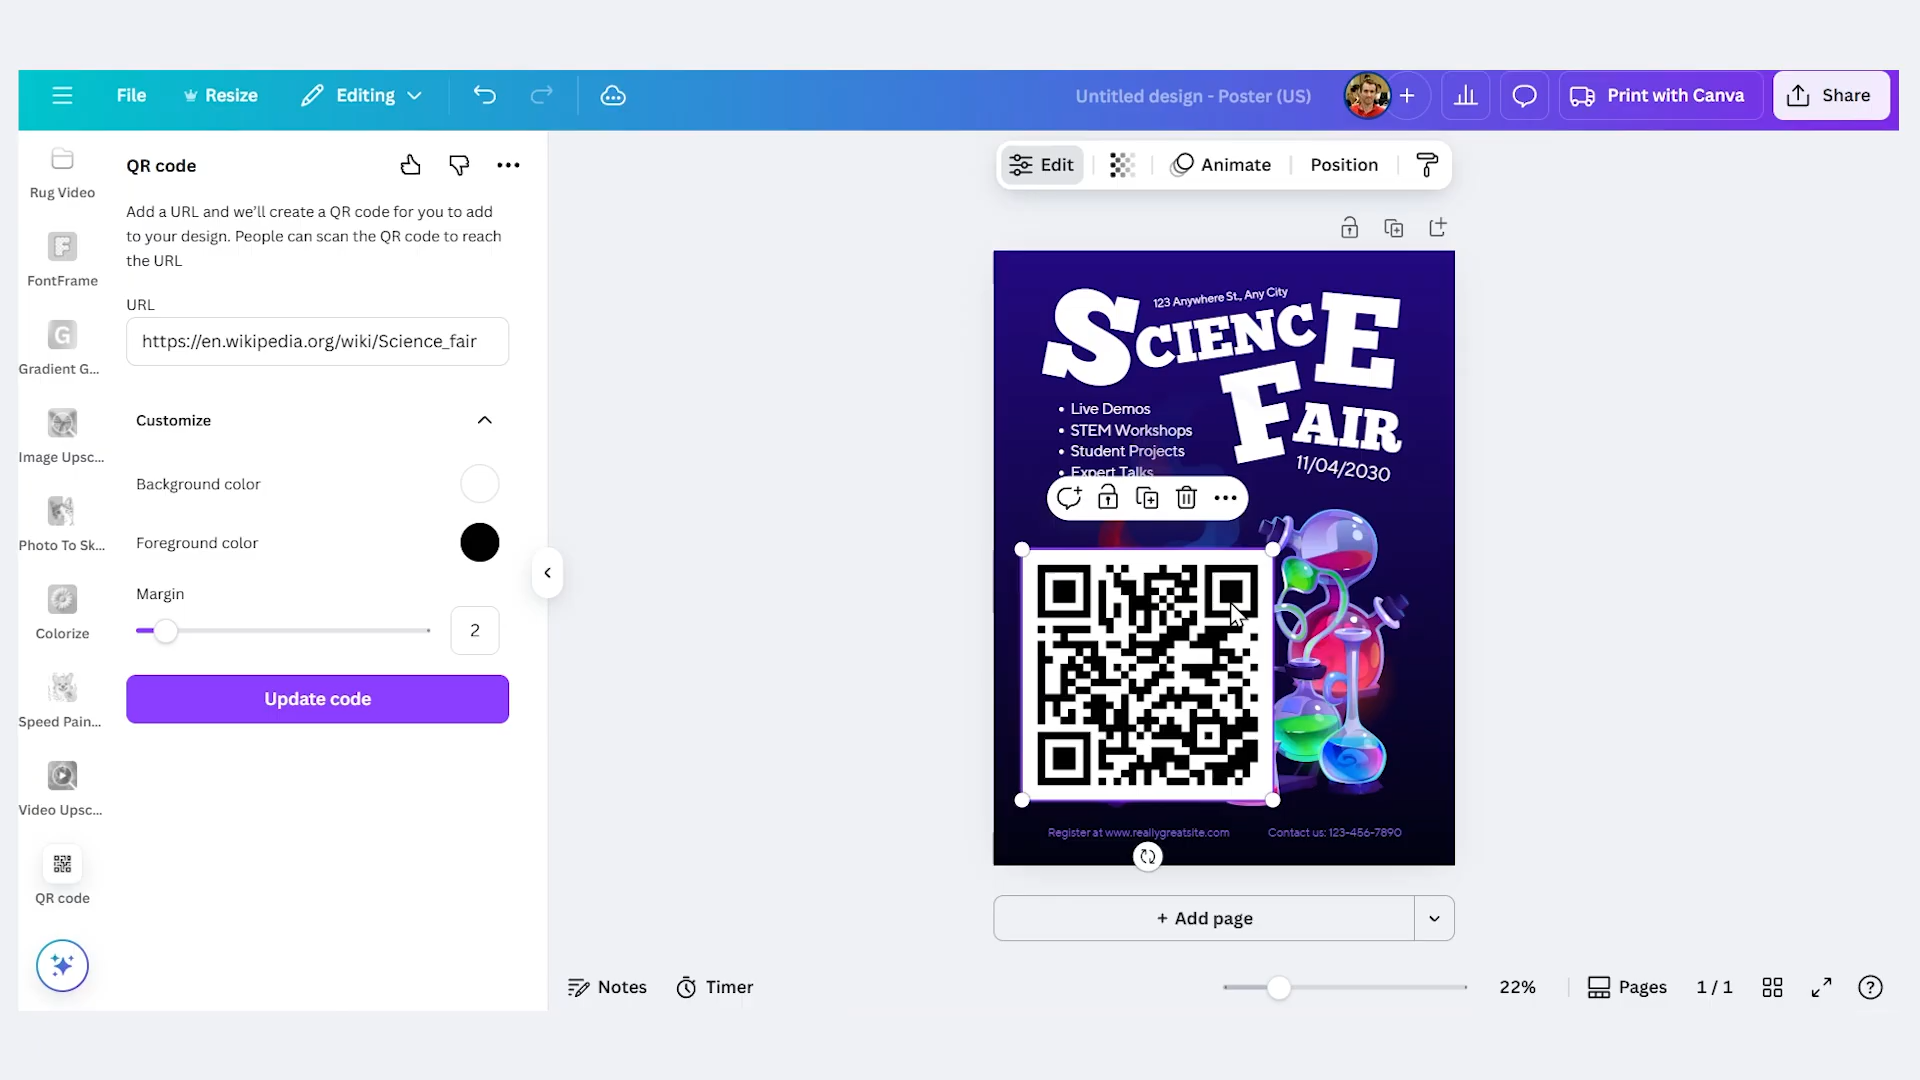 File
Resize
Editing
Untitled design - Poster (US)
Print with Canva
Share
Rug Video
FontFrame
Gradient G...
Image Upsc...
Photo To Sk...
Colorize
Speed Pain...
Video Upsc...
QR code
QR code
Add a URL and we'll create a QR code for you to add
to your design. People can scan the QR code to reach
the URL
URL
https://en.wikipedia.org/wiki/Science_fair
Customize
Background color
Foreground color
Margin
2
Update code
Edit
Animate
Position
123 Anywhere St., Any City
SCIENCE
FAIR
11/04/2030
• Live Demos
• STEM Workshops
• Student Projects
• Expert Talks
Register at www.reallygreatsite.com
Contact us: 123-456-7890
+ Add page
Notes
Timer
22%
Pages
1 / 1